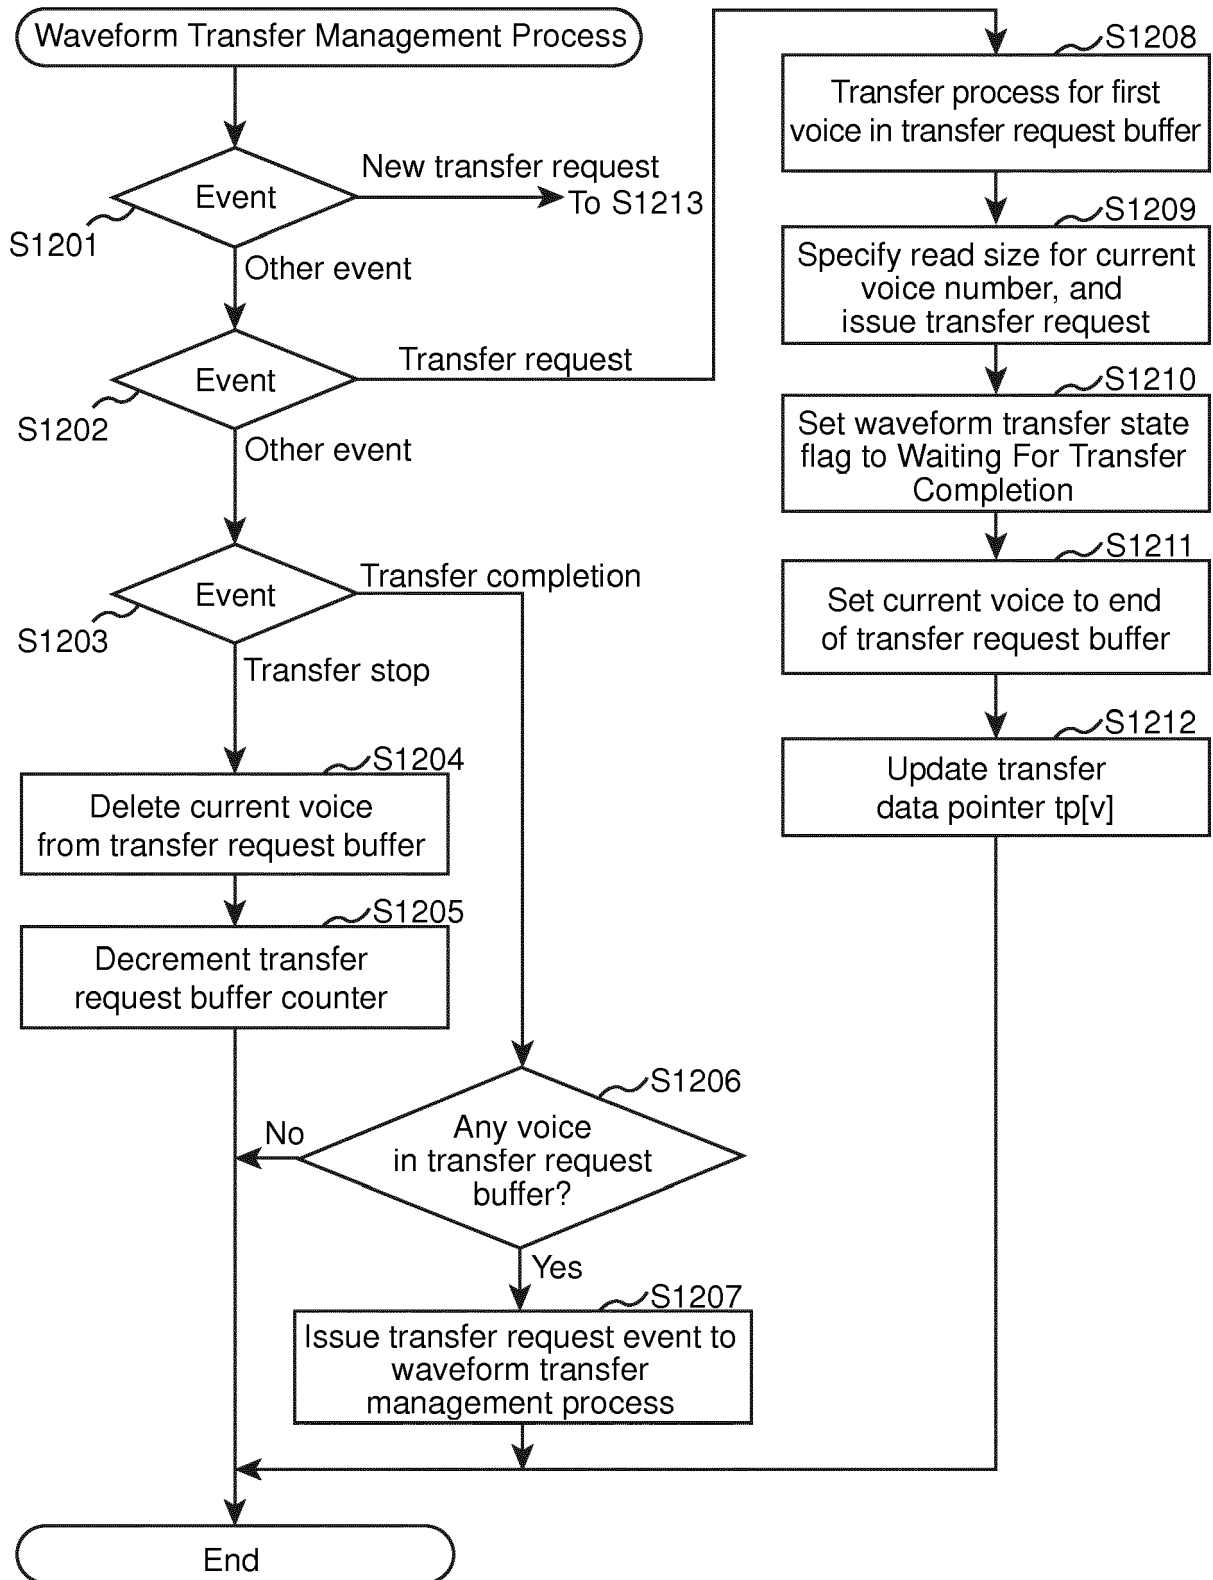 Waveform Transfer Management Process
Event
New transfer request
To S1213
S1201
Other event
Event
Transfer request
S1202
Other event
Event
Transfer completion
S1203
Transfer stop
S1204
Delete current voice
from transfer request buffer
S1205
Decrement transfer
request buffer counter
S1206
Any voice
in transfer request
buffer?
No
Yes
S1207
Issue transfer request event to
waveform transfer
management process
S1208
Transfer process for first
voice in transfer request buffer
S1209
Specify read size for current
voice number, and
issue transfer request
S1210
Set waveform transfer state
flag to Waiting For Transfer
Completion
S1211
Set current voice to end
of transfer request buffer
S1212
Update transfer
data pointer tp[v]
End